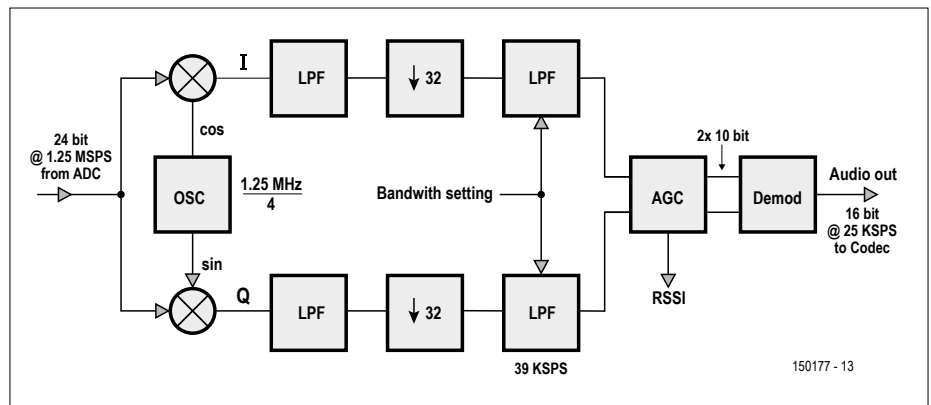 I
LPF
↓ 32
LPF
cos
2x 10 bit
24 bit
@ 1.25 MSPS
from ADC
OSC
1.25 MHz
4
Bandwith setting
AGC
Demod
Audio out
16 bit
@ 25 KSPS
to Codec
sin
RSSI
Q
LPF
↓ 32
LPF
39 KSPS
150177 - 13